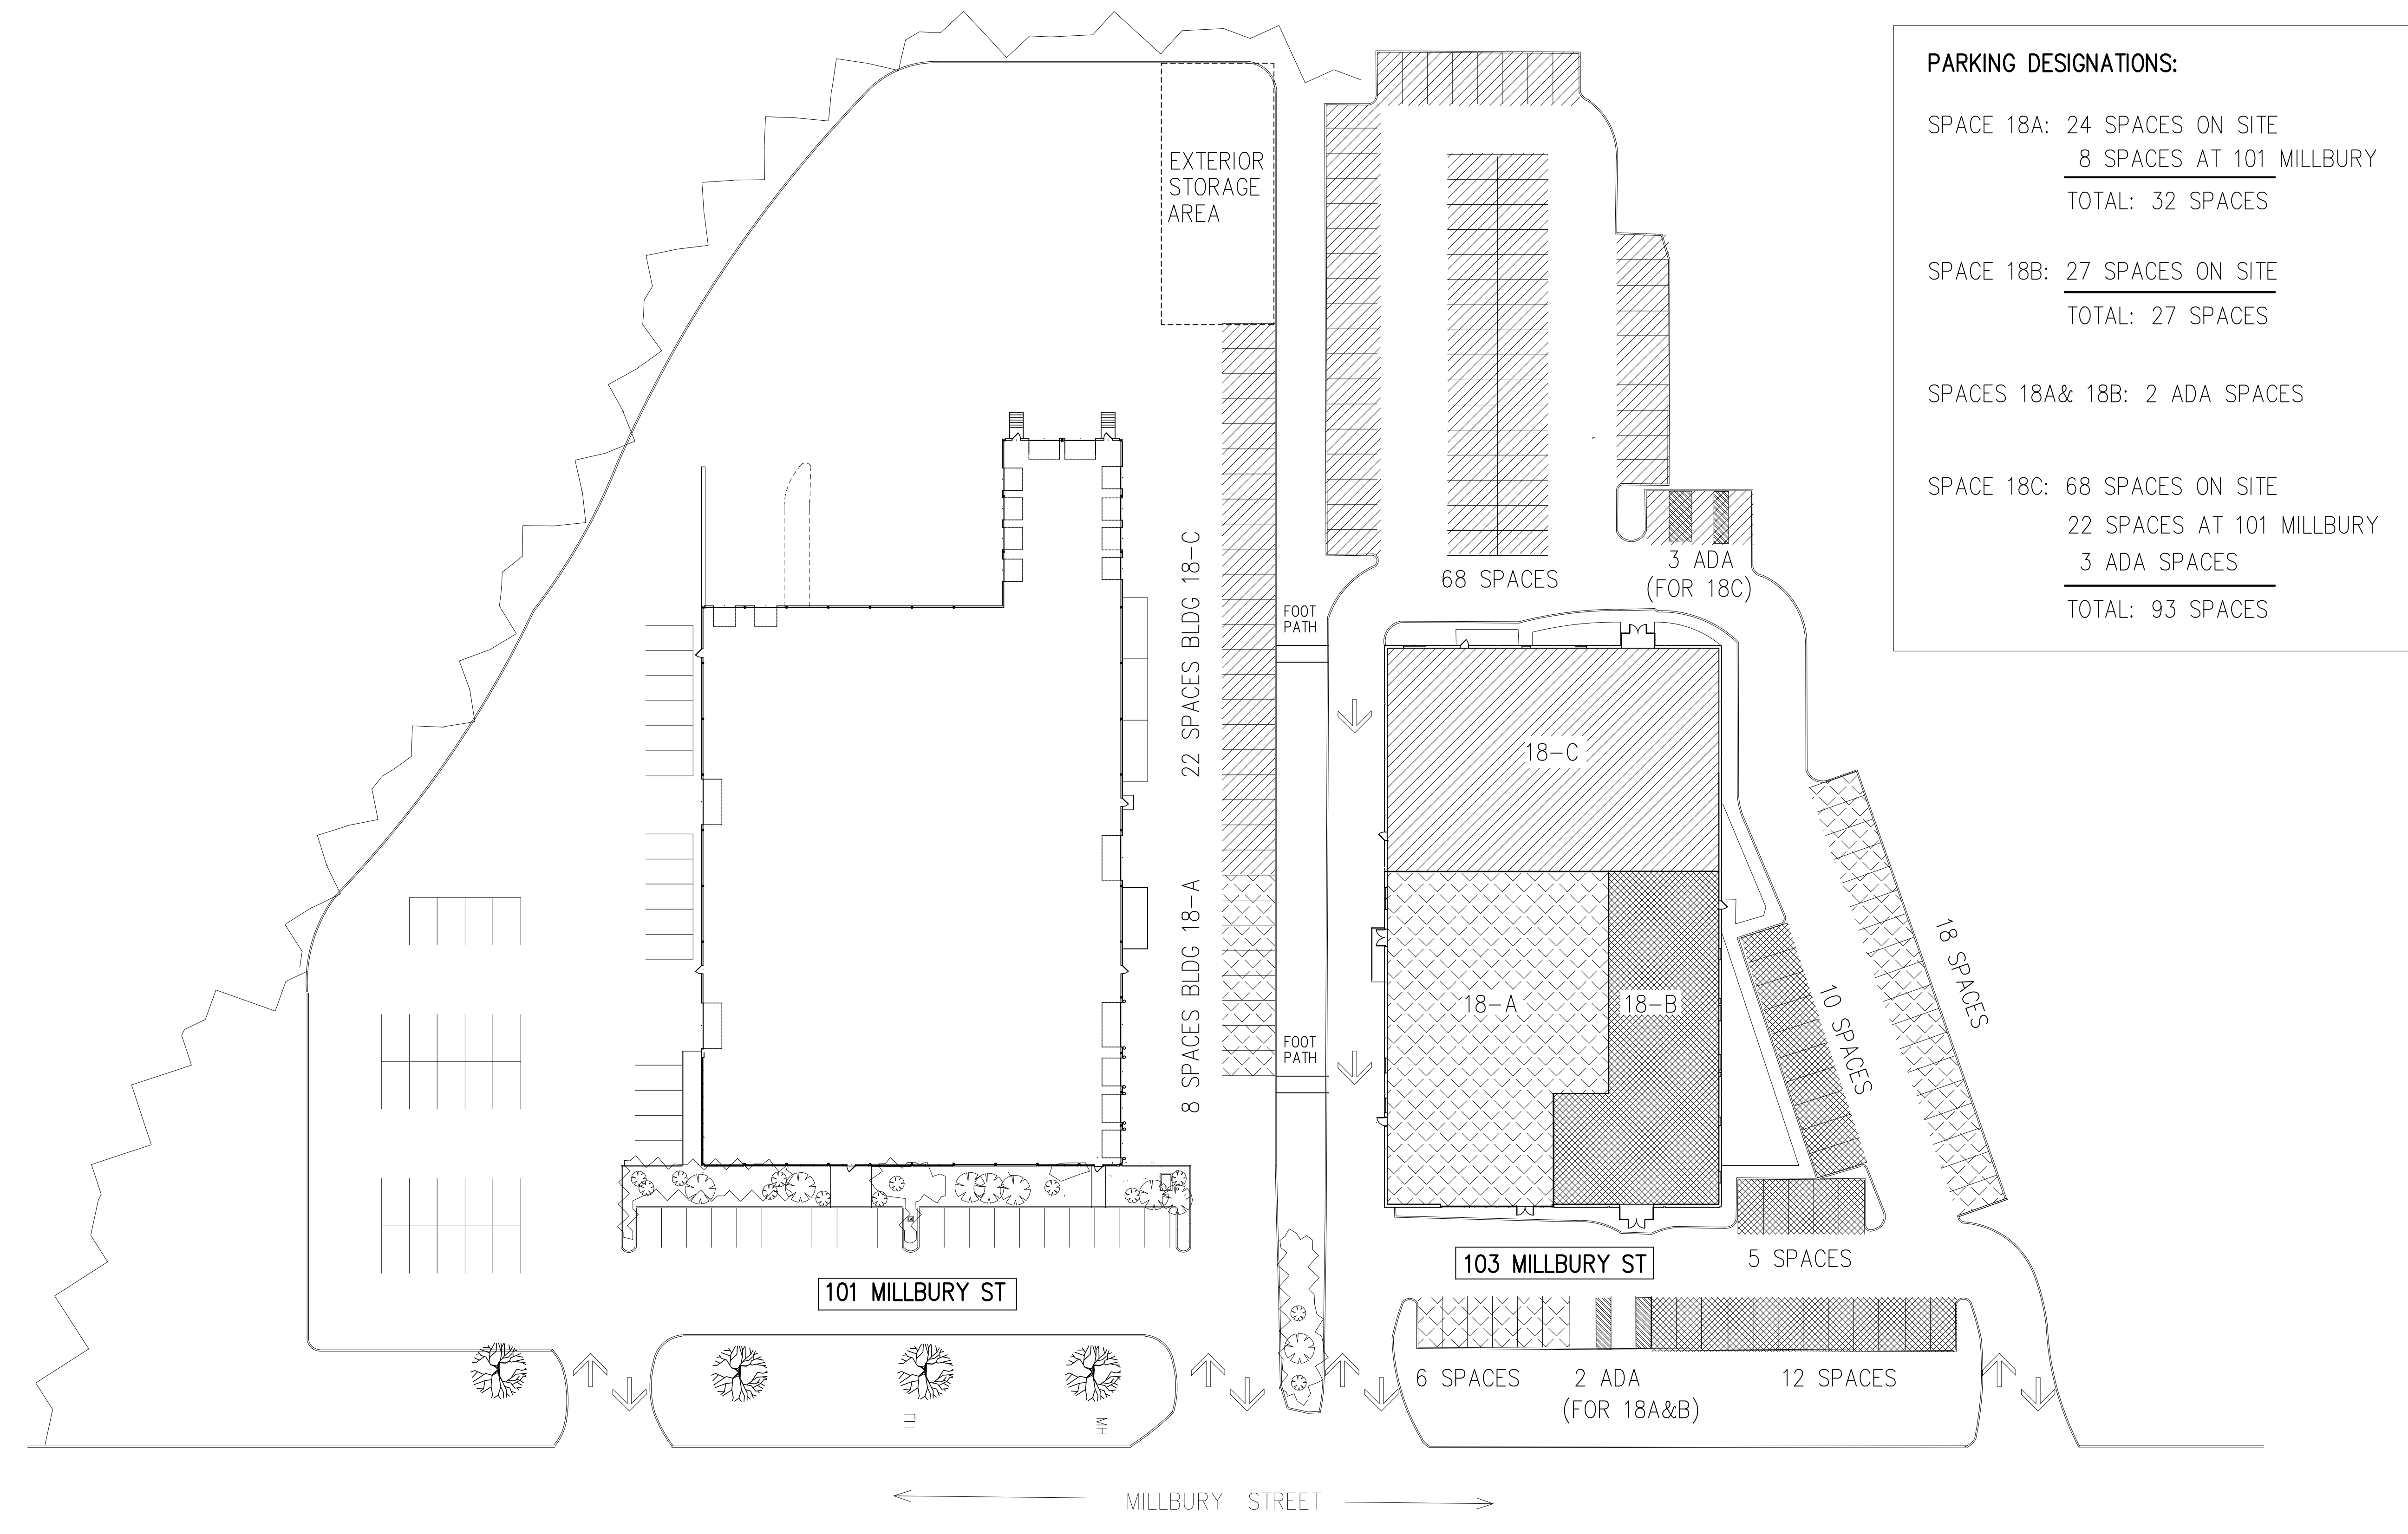 PARKING DESIGNATIONS:
SPACE 18A: 24 SPACES ON SITE
8 SPACES AT 101 MILLBURY
TOTAL: 32 SPACES
SPACE 18B: 27 SPACES ON SITE
TOTAL: 27 SPACES
SPACES 18A& 18B: 2 ADA SPACES
SPACE 18C: 68 SPACES ON SITE
22 SPACES AT 101 MILLBURY
3 ADA SPACES
TOTAL: 93 SPACES
EXTERIOR
STORAGE
AREA
22 SPACES BLDG 18-C
8 SPACES BLDG 18-A
FOOT
PATH
FOOT
PATH
68 SPACES
3 ADA
(FOR 18C)
18-C
18-A
18-B
18 SPACES
10 SPACES
5 SPACES
101 MILLBURY ST
103 MILLBURY ST
6 SPACES
2 ADA
(FOR 18A&B)
12 SPACES
FH
MH
MILLBURY STREET